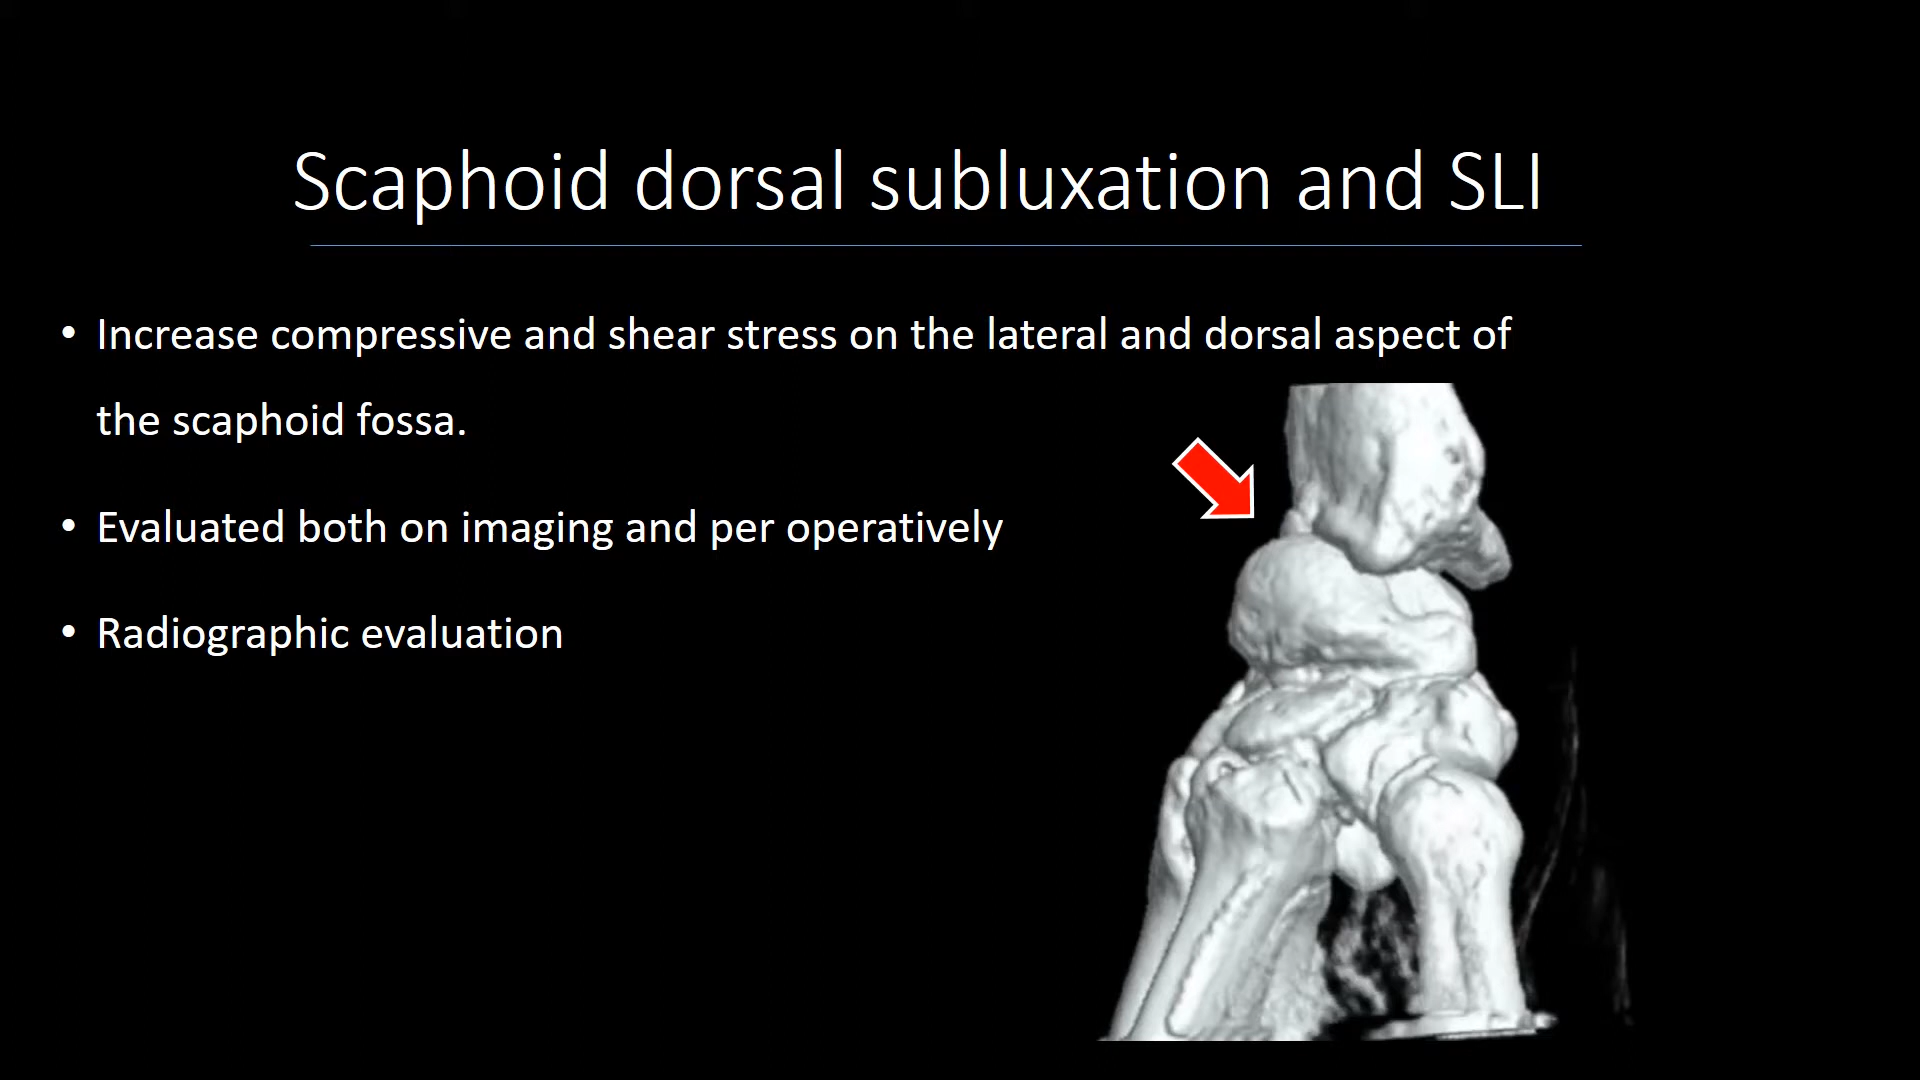 Scaphoid dorsal subluxation and SLI
• Increase compressive and shear stress on the lateral and dorsal aspect of
the scaphoid fossa.
• Evaluated both on imaging and per operatively
• Radiographic evaluation